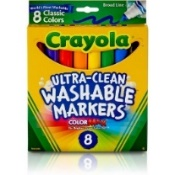 8 Classic Colors
Broad Line
Crayola
ULTRA-CLEAN
WASHABLE
MARKERS
COLOR
8